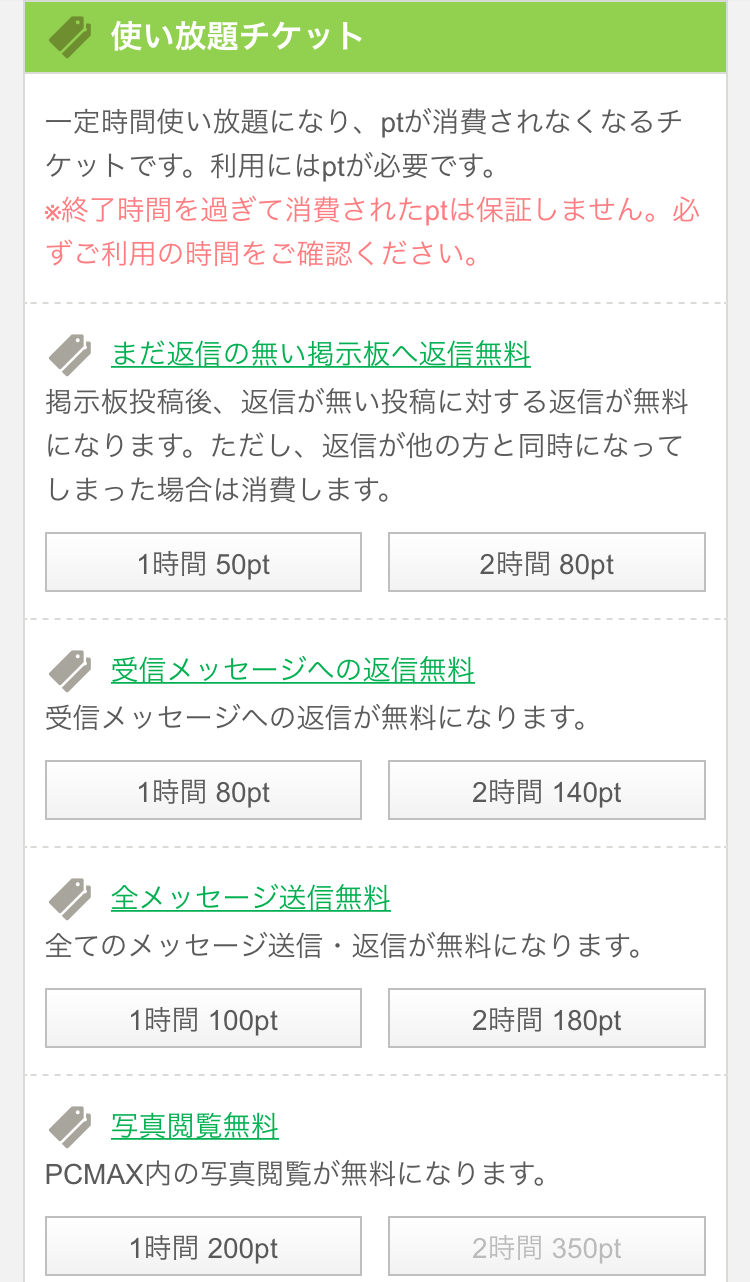 使い放題チケット
一定時間使い放題になり、ptが消費されなくなるチ
ケットです。利用にはptが必要です。
※終了時間を過ぎて消費されたptは保証しません。必
ずご利用の時間をご確認ください。
まだ返信の無い掲示板へ返信無料
掲示板投稿後、返信が無い投稿に対する返信が無料
になります。ただし、返信が他の方と同時になって
しまった場合は消費します。
1時間 50pt
2時間 80pt
受信メッセージへの返信無料
受信メッセージへの返信が無料になります。
1時間 80pt
2時間 140pt
全メッセージ送信無料
全てのメッセージ送信・返信が無料になります。
1時間 100pt
2時間 180pt
写真閲覧無料
PCMAX内の写真閲覧が無料になります。
1時間 200pt
2時間 350pt